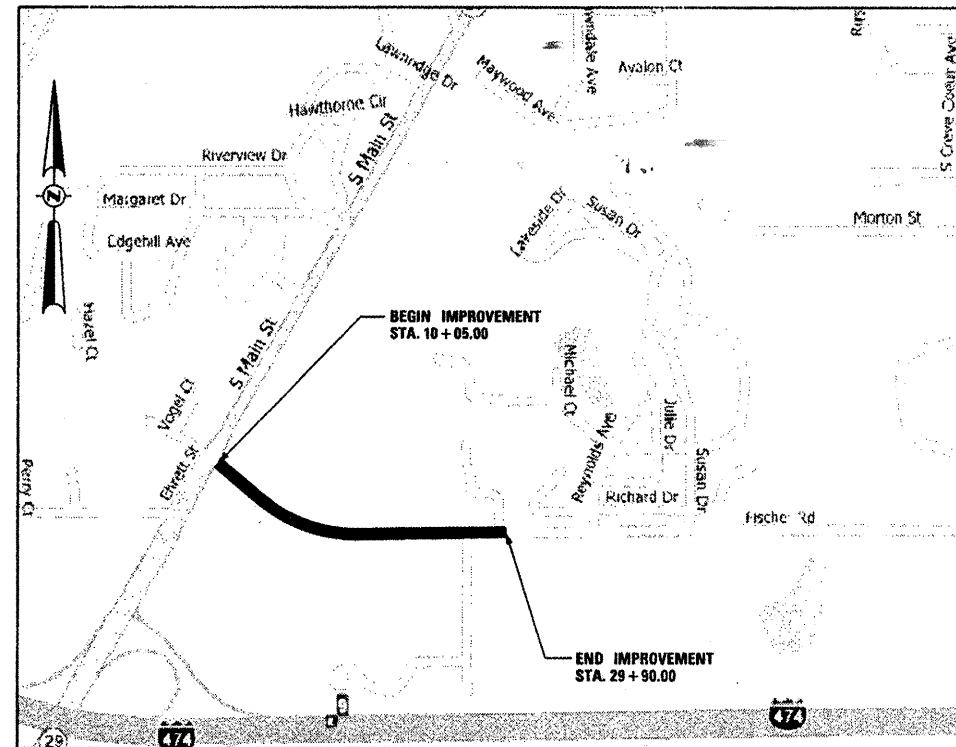 Lawnridge Dr
Maywood Ave
Avalon Ct
S Creve Coeur Ave
Hawthorne Cir
S Main St
Riverview Dr
Margaret Dr
Edgehill Ave
Lakeside Dr
Susan Dr
Morton St
Hazel Ct
N
BEGIN IMPROVEMENT
STA. 10+05.00
S Main St
Michael Ct
Vogel Ct
Julie Dr
Reynolds Ave
Susan Dr
Ehrett St
Perry Ct
Richard Dr
Fischer Rd
END IMPROVEMENT
STA. 29+90.00
29
474
474